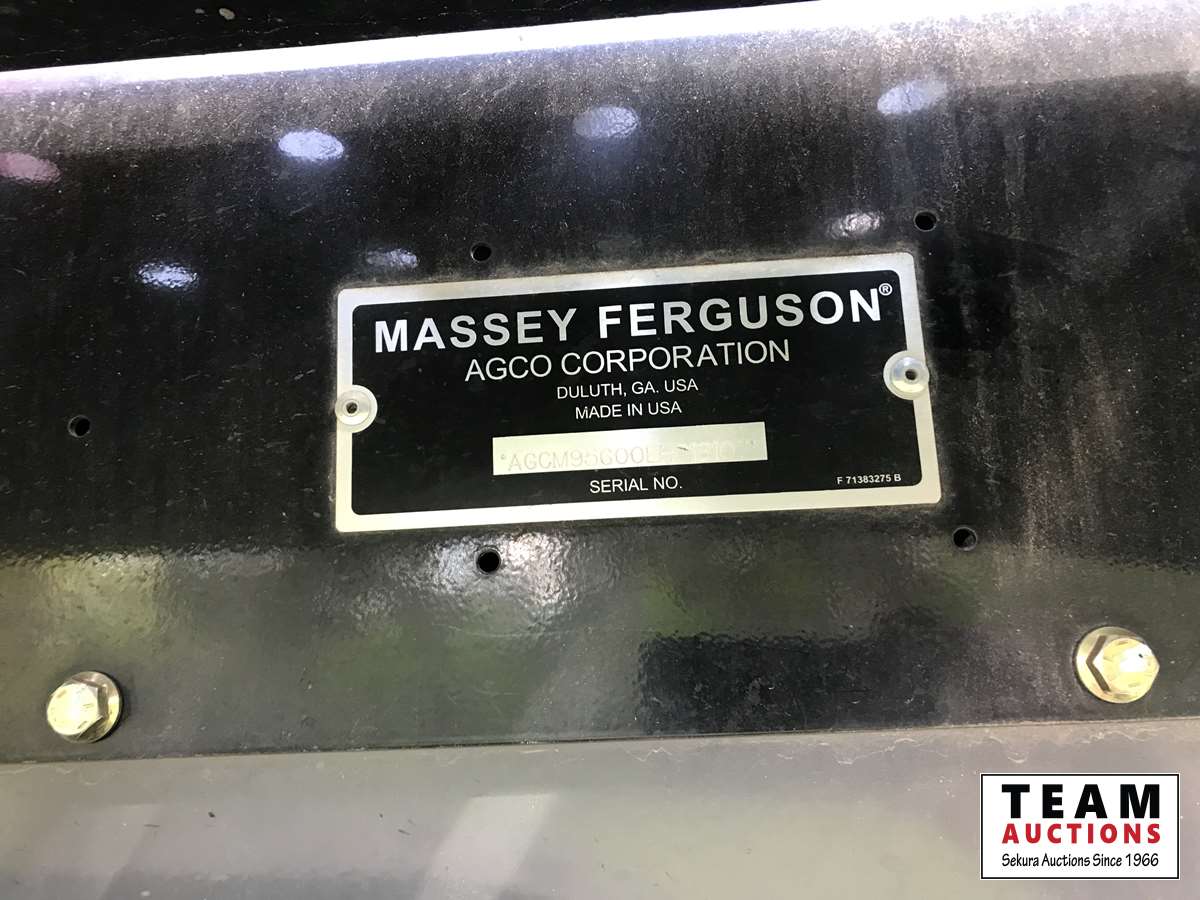 MASSEY FERGUSON®
AGCO CORPORATION
DULUTH, GA. USA
MADE IN USA
SERIAL NO.
F 71383275 B
TEAM
AUCTIONS
Sekura Auctions Since 1966